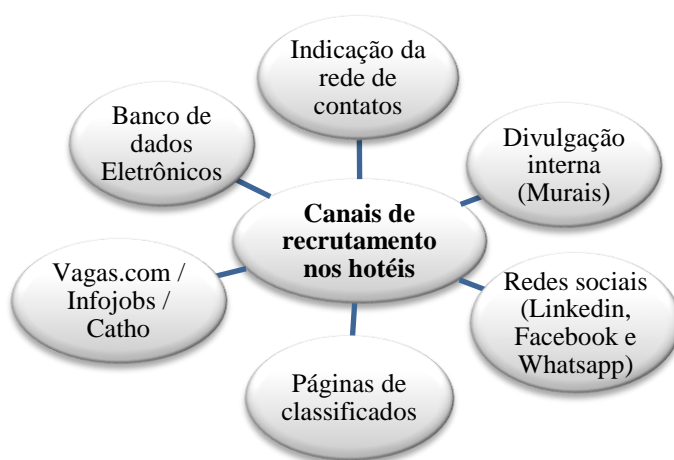 Indicação da
rede de
contatos
Banco de
dados
Eletrônicos
Divulgação
interna
(Murais)
Canais de
recrutamento
nos hotéis
Vagas.com /
Infojobs /
Catho
Redes sociais
(Linkedin,
Facebook e
Whatsapp)
Páginas de
classificados